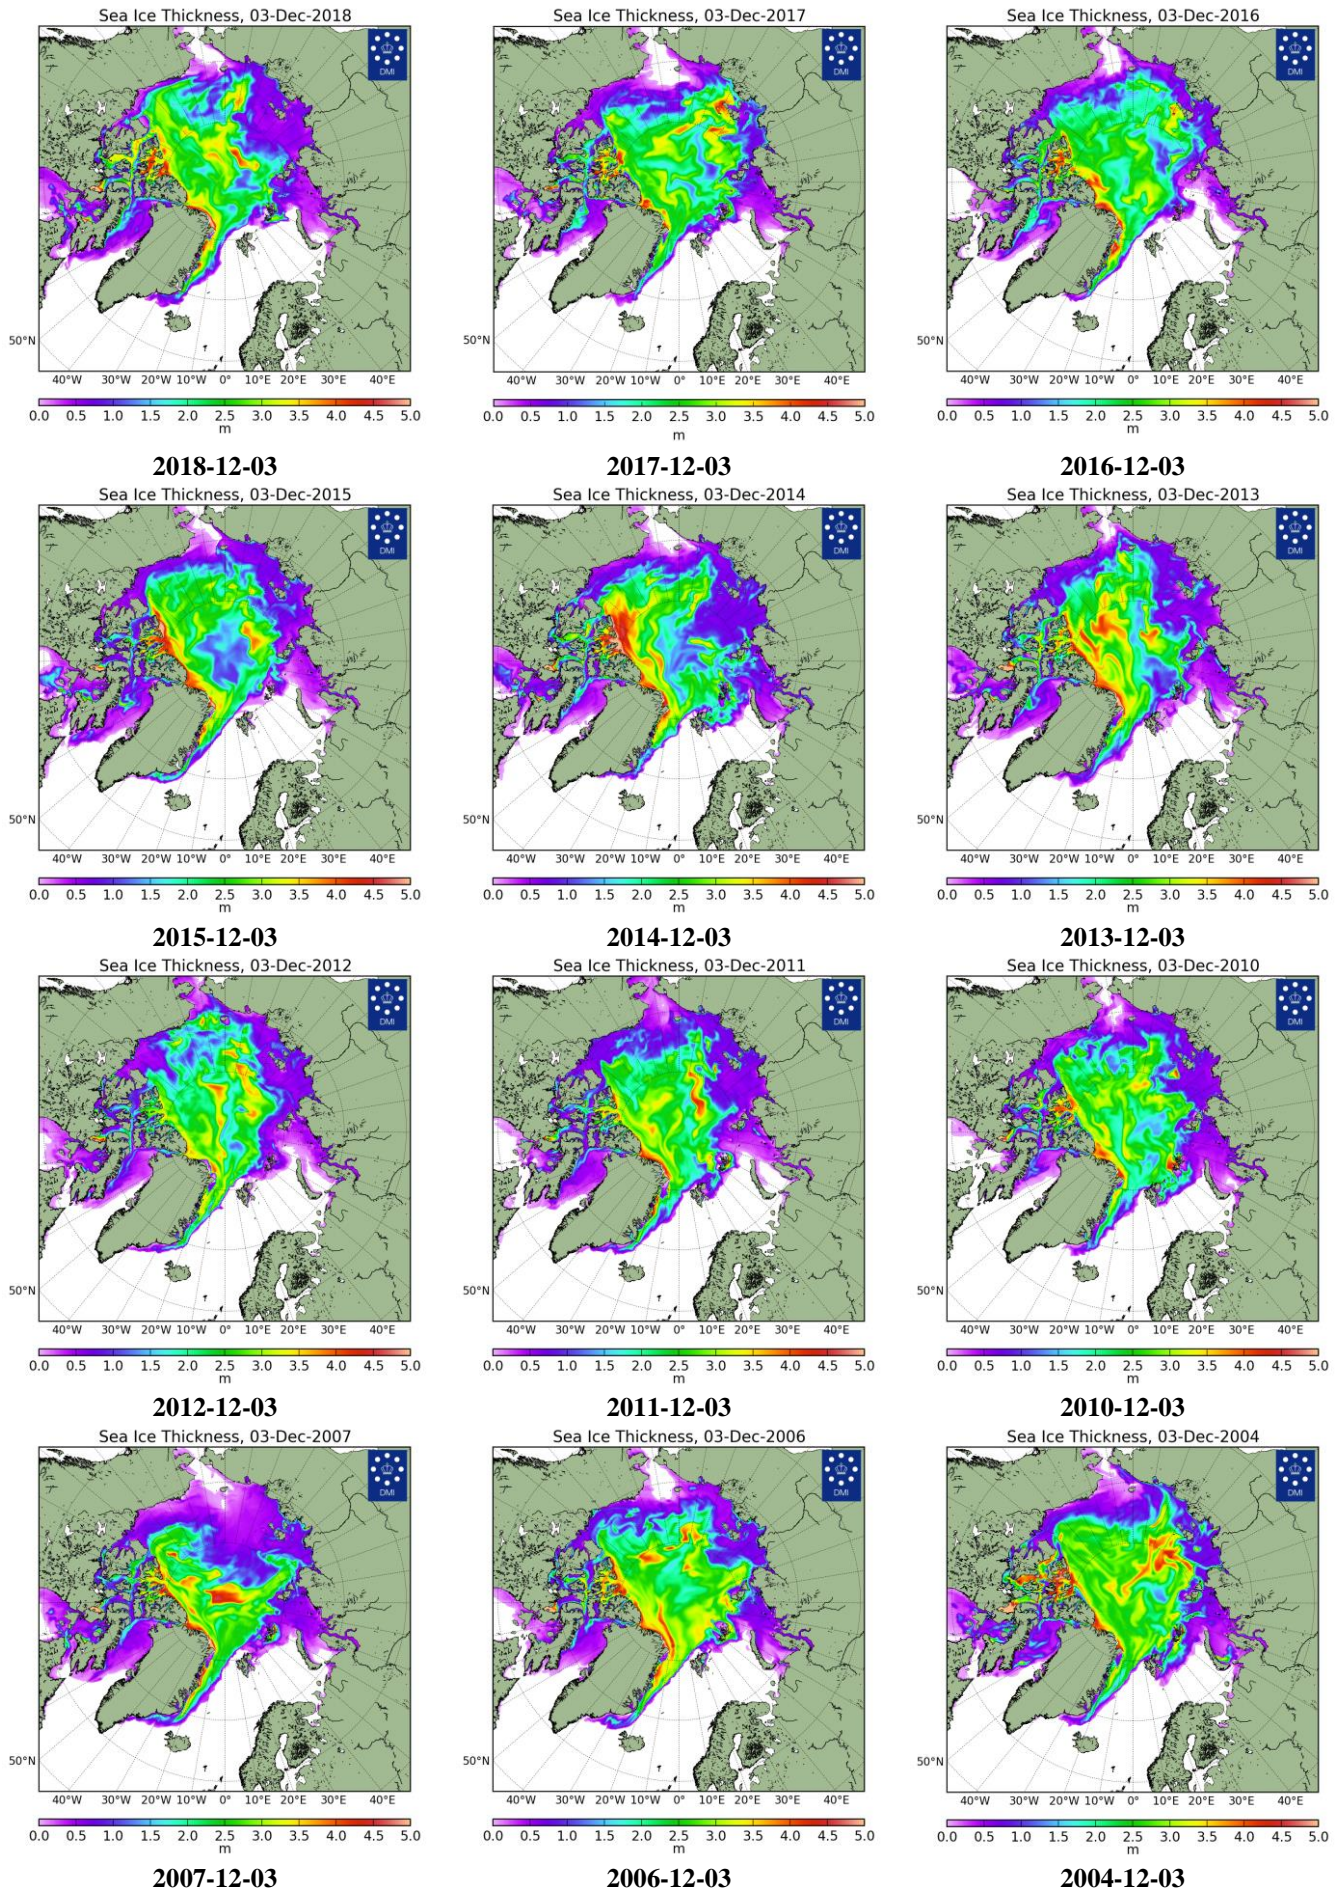 Sea Ice Thickness, 03-Dec-2018 Sea Ice Thickness, 03-Dec-2017 Sea Ice Thickness, 03-Dec-2016
DMI DMI DMI
50°N 50°N 50°N
40°W 30°W 20°W 10°W 0° 10°E 20°E 30°E 40°E 40°W 30°W 20°W 10°W 0° 10°E 20°E 30°E 40°E 40°W 30°W 20°W 10°W 0° 10°E 20°E 30°E 40°E
0.0 0.5 1.0 1.5 2.0 2.5 3.0 3.5 4.0 4.5 5.0 0.0 0.5 1.0 1.5 2.0 2.5 3.0 3.5 4.0 4.5 5.0 0.0 0.5 1.0 1.5 2.0 2.5 3.0 3.5 4.0 4.5 5.0
m m m
2018-12-03 2017-12-03 2016-12-03
Sea Ice Thickness, 03-Dec-2015 Sea Ice Thickness, 03-Dec-2014 Sea Ice Thickness, 03-Dec-2013
DMI DMI DMI
50°N 50°N 50°N
40°W 30°W 20°W 10°W 0° 10°E 20°E 30°E 40°E 40°W 30°W 20°W 10°W 0° 10°E 20°E 30°E 40°E 40°W 30°W 20°W 10°W 0° 10°E 20°E 30°E 40°E
0.0 0.5 1.0 1.5 2.0 2.5 3.0 3.5 4.0 4.5 5.0 0.0 0.5 1.0 1.5 2.0 2.5 3.0 3.5 4.0 4.5 5.0 0.0 0.5 1.0 1.5 2.0 2.5 3.0 3.5 4.0 4.5 5.0
m m m
2015-12-03 2014-12-03 2013-12-03
Sea Ice Thickness, 03-Dec-2012 Sea Ice Thickness, 03-Dec-2011 Sea Ice Thickness, 03-Dec-2010
DMI DMI DMI
50°N 50°N 50°N
40°W 30°W 20°W 10°W 0° 10°E 20°E 30°E 40°E 40°W 30°W 20°W 10°W 0° 10°E 20°E 30°E 40°E 40°W 30°W 20°W 10°W 0° 10°E 20°E 30°E 40°E
0.0 0.5 1.0 1.5 2.0 2.5 3.0 3.5 4.0 4.5 5.0 0.0 0.5 1.0 1.5 2.0 2.5 3.0 3.5 4.0 4.5 5.0 0.0 0.5 1.0 1.5 2.0 2.5 3.0 3.5 4.0 4.5 5.0
m m m
2012-12-03 2011-12-03 2010-12-03
Sea Ice Thickness, 03-Dec-2007 Sea Ice Thickness, 03-Dec-2006 Sea Ice Thickness, 03-Dec-2004
DMI DMI DMI
50°N 50°N 50°N
40°W 30°W 20°W 10°W 0° 10°E 20°E 30°E 40°E 40°W 30°W 20°W 10°W 0° 10°E 20°E 30°E 40°E 40°W 30°W 20°W 10°W 0° 10°E 20°E 30°E 40°E
0.0 0.5 1.0 1.5 2.0 2.5 3.0 3.5 4.0 4.5 5.0 0.0 0.5 1.0 1.5 2.0 2.5 3.0 3.5 4.0 4.5 5.0 0.0 0.5 1.0 1.5 2.0 2.5 3.0 3.5 4.0 4.5 5.0
m m m
2007-12-03 2006-12-03 2004-12-03